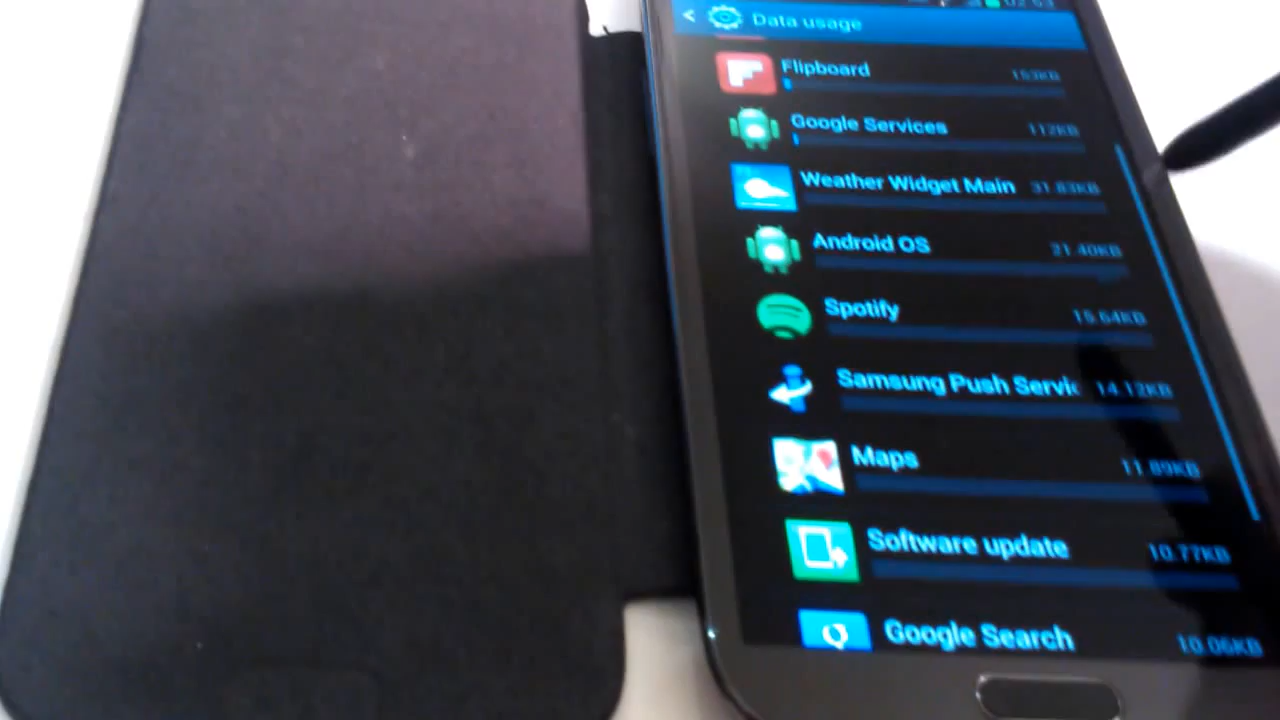 Data usage
Flipboard 153KB
Google Services 112KB
Weather Widget Main 31.83KB
Android OS 21.40KB
Spotify 15.64KB
Samsung Push Servic 14.12KB
Maps 11.89KB
Software update 10.77KB
Google Search 10.06KB